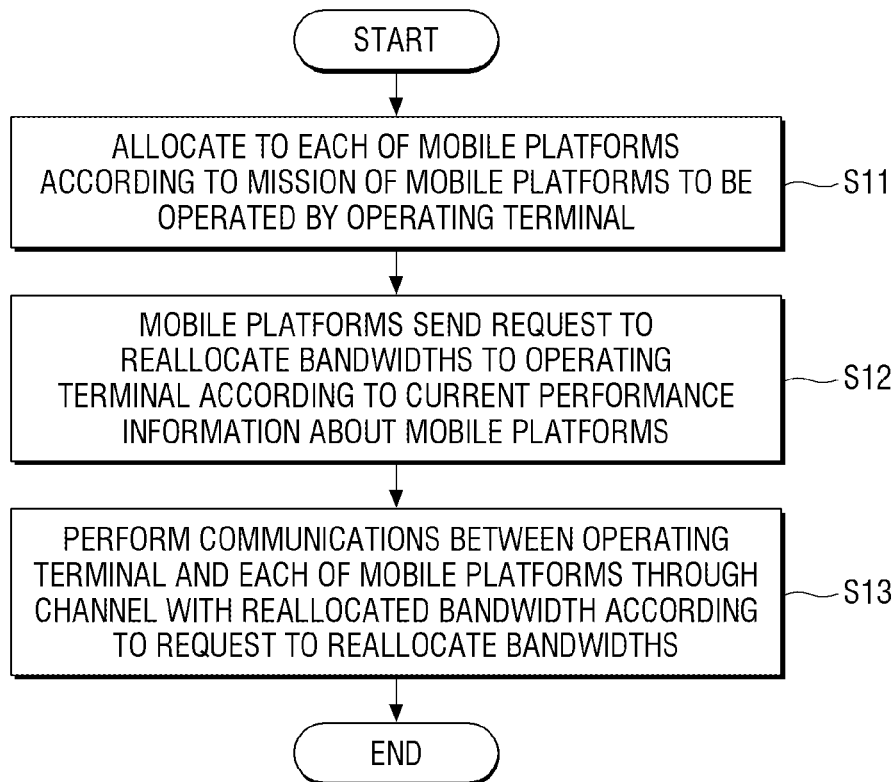 START
ALLOCATE TO EACH OF MOBILE PLATFORMS
ACCORDING TO MISSION OF MOBILE PLATFORMS TO BE
OPERATED BY OPERATING TERMINAL
S11
MOBILE PLATFORMS SEND REQUEST TO
REALLOCATE BANDWIDTHS TO OPERATING
TERMINAL ACCORDING TO CURRENT PERFORMANCE
INFORMATION ABOUT MOBILE PLATFORMS
S12
PERFORM COMMUNICATIONS BETWEEN OPERATING
TERMINAL AND EACH OF MOBILE PLATFORMS THROUGH
CHANNEL WITH REALLOCATED BANDWIDTH ACCORDING
TO REQUEST TO REALLOCATE BANDWIDTHS
S13
END